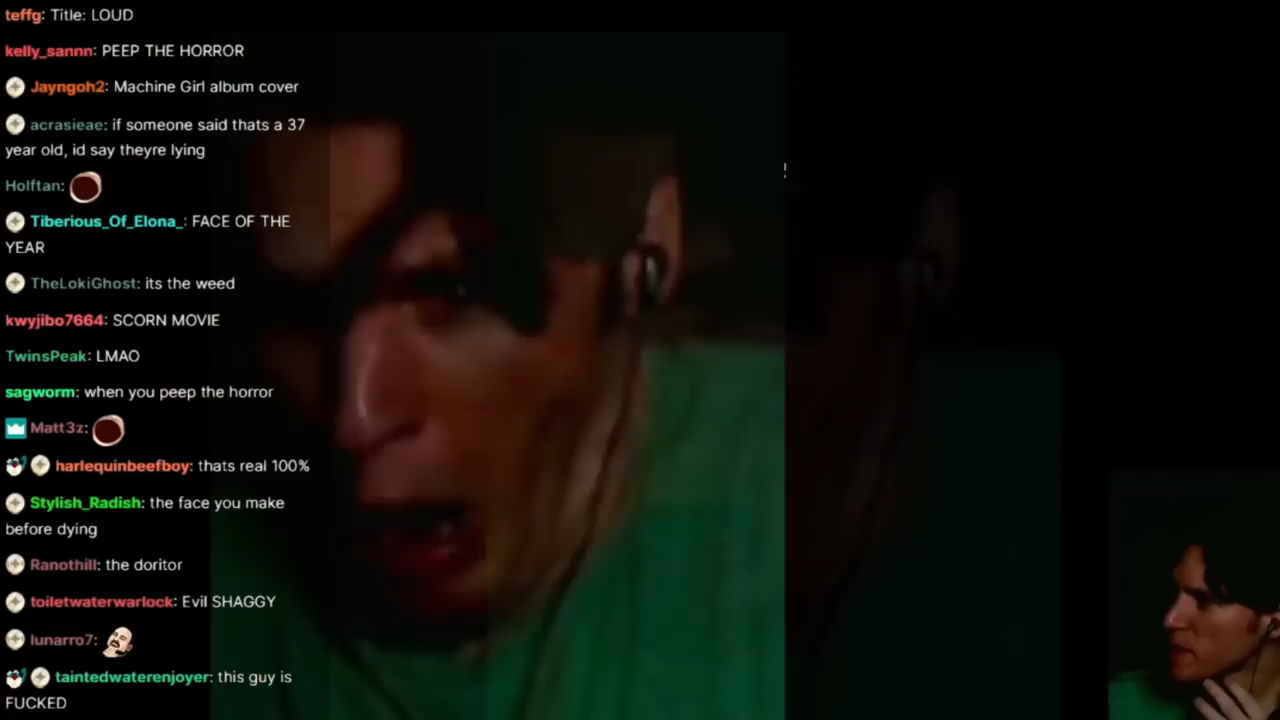 teffg: Title: LOUD
kelly_sannn: PEEP THE HORROR
Jayngoh2: Machine Girl album cover
acrasieae: if someone said thats a 37
year old, id say theyre lying
Holftan:
Tiberious_Of_Elona_: FACE OF THE
YEAR
TheLokiGhost: its the weed
kwyjibo7664: SCORN MOVIE
TwinsPeak: LMAO
sagworm: when you peep the horror
Matt3z:
harlequinbeefboy: thats real 100%
Stylish_Radish: the face you make
before dying
Ranothill: the doritor
toiletwaterwarlock: Evil SHAGGY
lunarro7:
taintedwaterenjoyer: this guy is
FUCKED